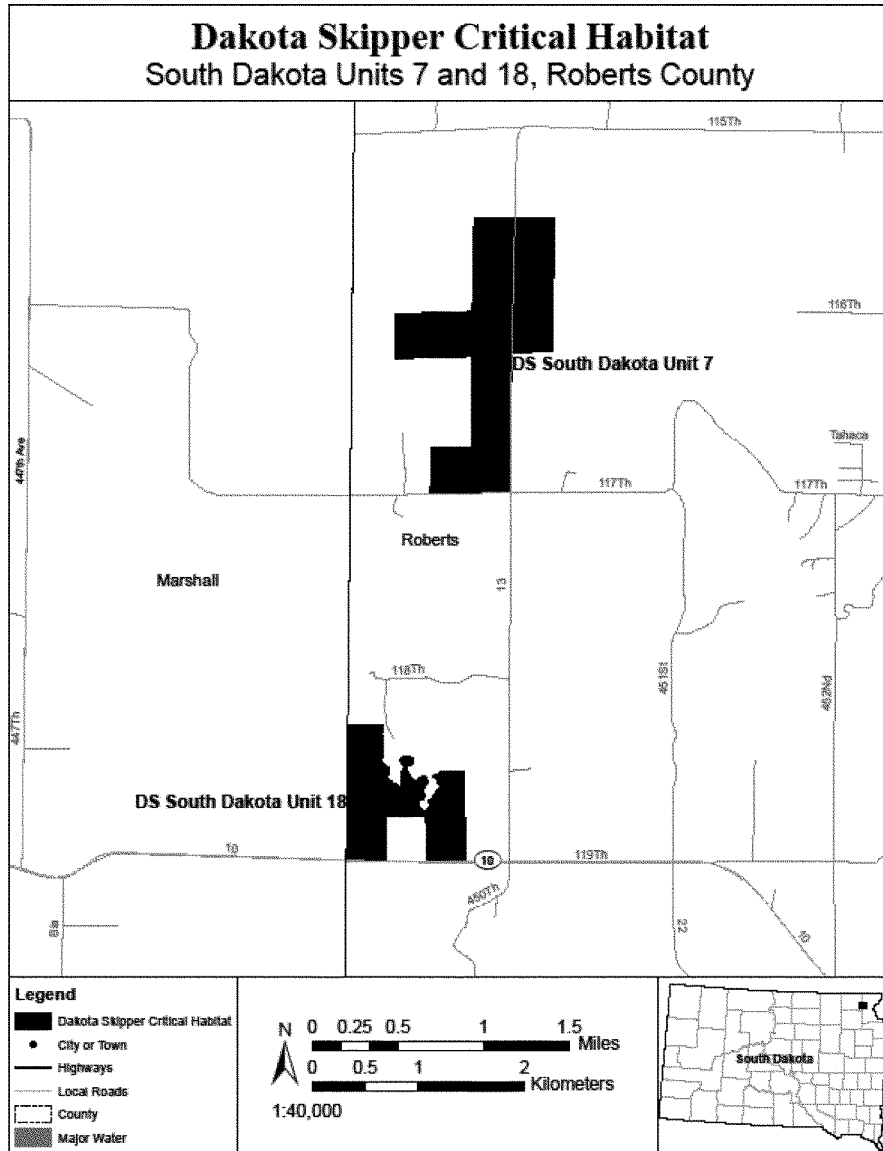 Dakota Skipper Critical Habitat
South Dakota Units 7 and 18, Roberts County
115Th
116Th
DS South Dakota Unit 7
447th Ave
Tahaca
117Th
117Th
Roberts
Marshall
13
118Th
451St
452Nd
447Th
DS South Dakota Unit 18
10
10
119Th
450Th
Bia
22
10
Legend
Dakota Skipper Critical Habitat
City or Town
Highways
Local Roads
County
Major Water
N
0 0.25 0.5 1 1.5
Miles
0 0.5 1 2
Kilometers
1:40,000
South Dakota